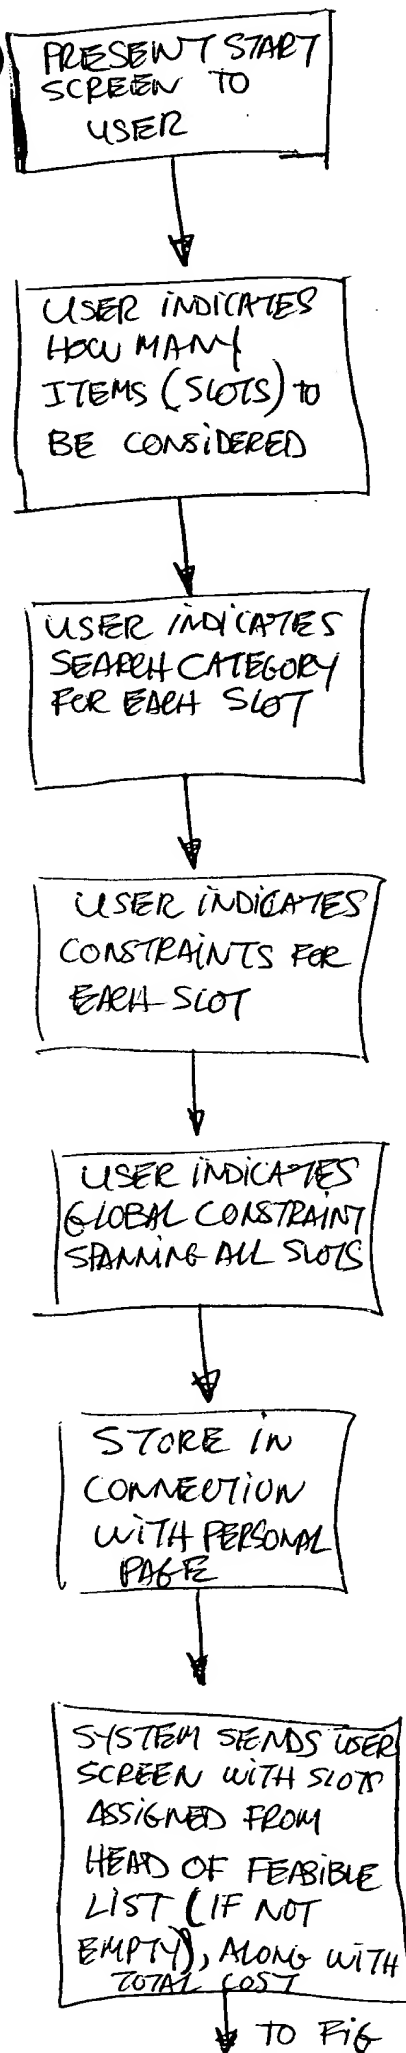 PRESENT START
SCREEN TO
USER
USER INDICATES
HOW MANY
ITEMS (SLOTS) TO
BE CONSIDERED
USER INDICATES
SEARCH CATEGORY
FOR EACH SLOT
USER INDICATES
CONSTRAINTS FOR
EACH SLOT
USER INDICATES
GLOBAL CONSTRAINT
SPANNING ALL SLOTS
STORE IN
CONNECTION
WITH PERSONAL
PAGE
SYSTEM SENDS USER
SCREEN WITH SLOTS
ASSIGNED FROM
HEAD OF FEASIBLE
LIST (IF NOT
EMPTY), ALONG WITH
TOTAL COST
TO FIG